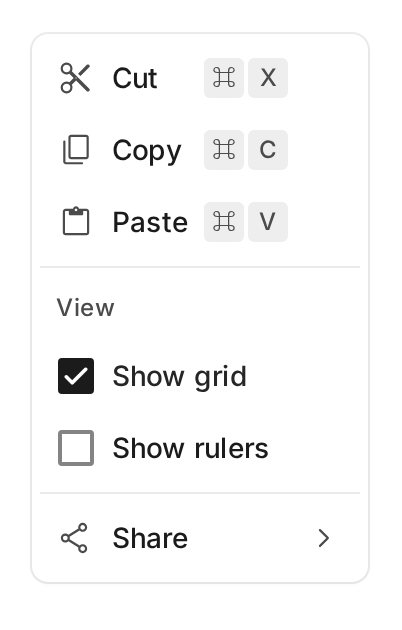 Cut ⌘ X
Copy ⌘ C
Paste ⌘ V
View
Show grid
Show rulers
Share